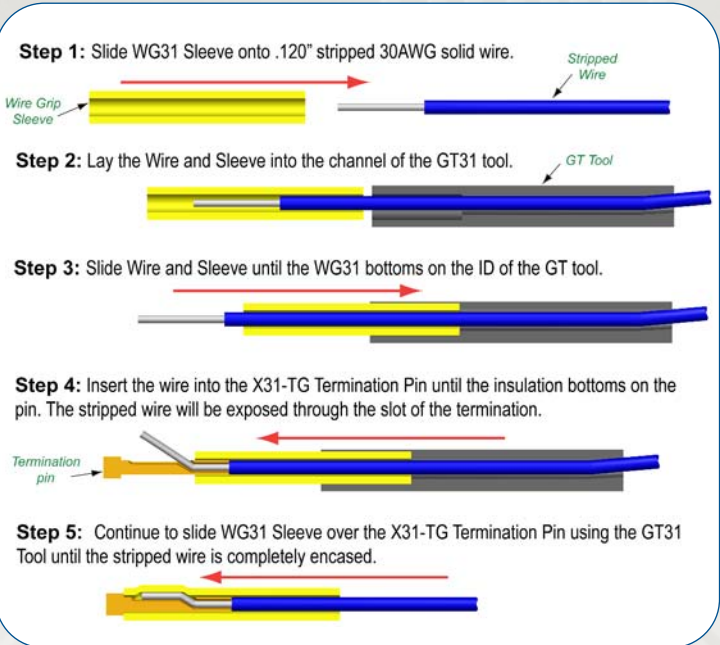 Step 1: Slide WG31 Sleeve onto .120” stripped 30AWG solid wire.
Stripped
Wire
Wire Grip
Sleeve
Step 2: Lay the Wire and Sleeve into the channel of the GT31 tool.
GT Tool
Step 3: Slide Wire and Sleeve until the WG31 bottoms on the ID of the GT tool.
Step 4: Insert the wire into the X31-TG Termination Pin until the insulation bottoms on the
pin. The stripped wire will be exposed through the slot of the termination.
Termination
pin
Step 5: Continue to slide WG31 Sleeve over the X31-TG Termination Pin using the GT31
Tool until the stripped wire is completely encased.